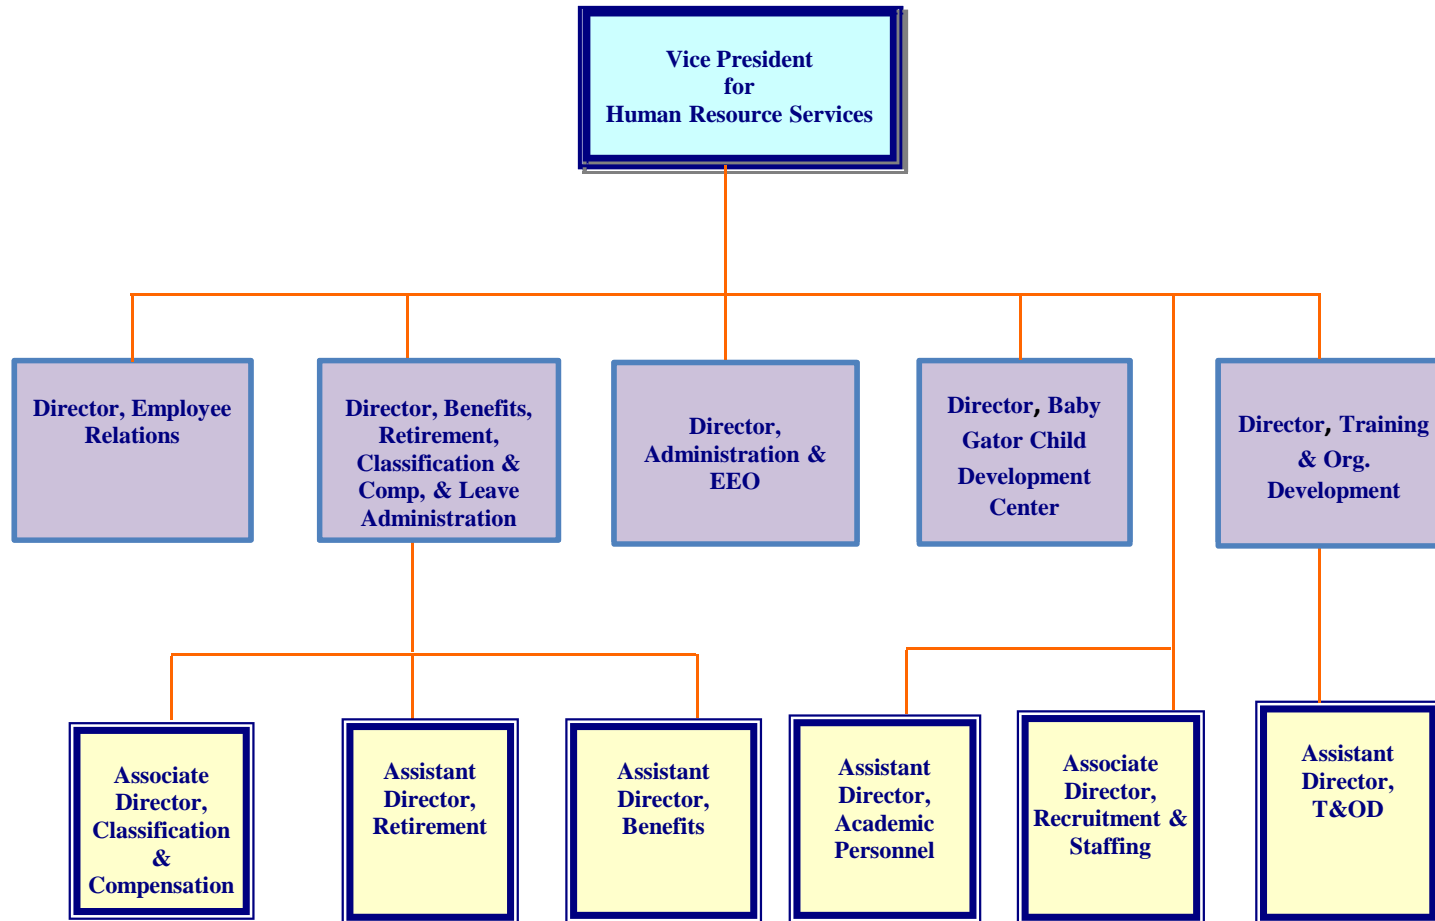 Vice President
for
Human Resource Services
Director, Employee
Relations
Director, Benefits,
Retirement,
Classification &
Comp, & Leave
Administration
Director,
Administration &
EEO
Director, Baby
Gator Child
Development
Center
Director, Training
& Org.
Development
Associate
Director,
Classification
&
Compensation
Assistant
Director,
Retirement
Assistant
Director,
Benefits
Assistant
Director,
Academic
Personnel
Associate
Director,
Recruitment &
Staffing
Assistant
Director,
T&OD